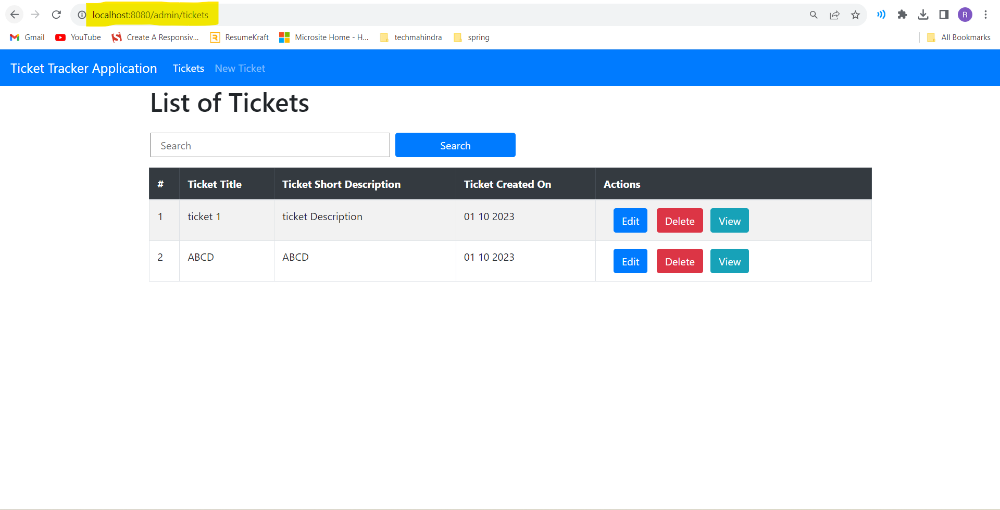 localhost:8080/admin/tickets R
Gmail YouTube Create A Responsiv... ResumeKraft Microsite Home - H... techmahindra spring All Bookmarks
Ticket Tracker Application Tickets New Ticket
List of Tickets
Search Search
# Ticket Title Ticket Short Description Ticket Created On Actions
1 ticket 1 ticket Description 01 10 2023 Edit Delete View
2 ABCD ABCD 01 10 2023 Edit Delete View